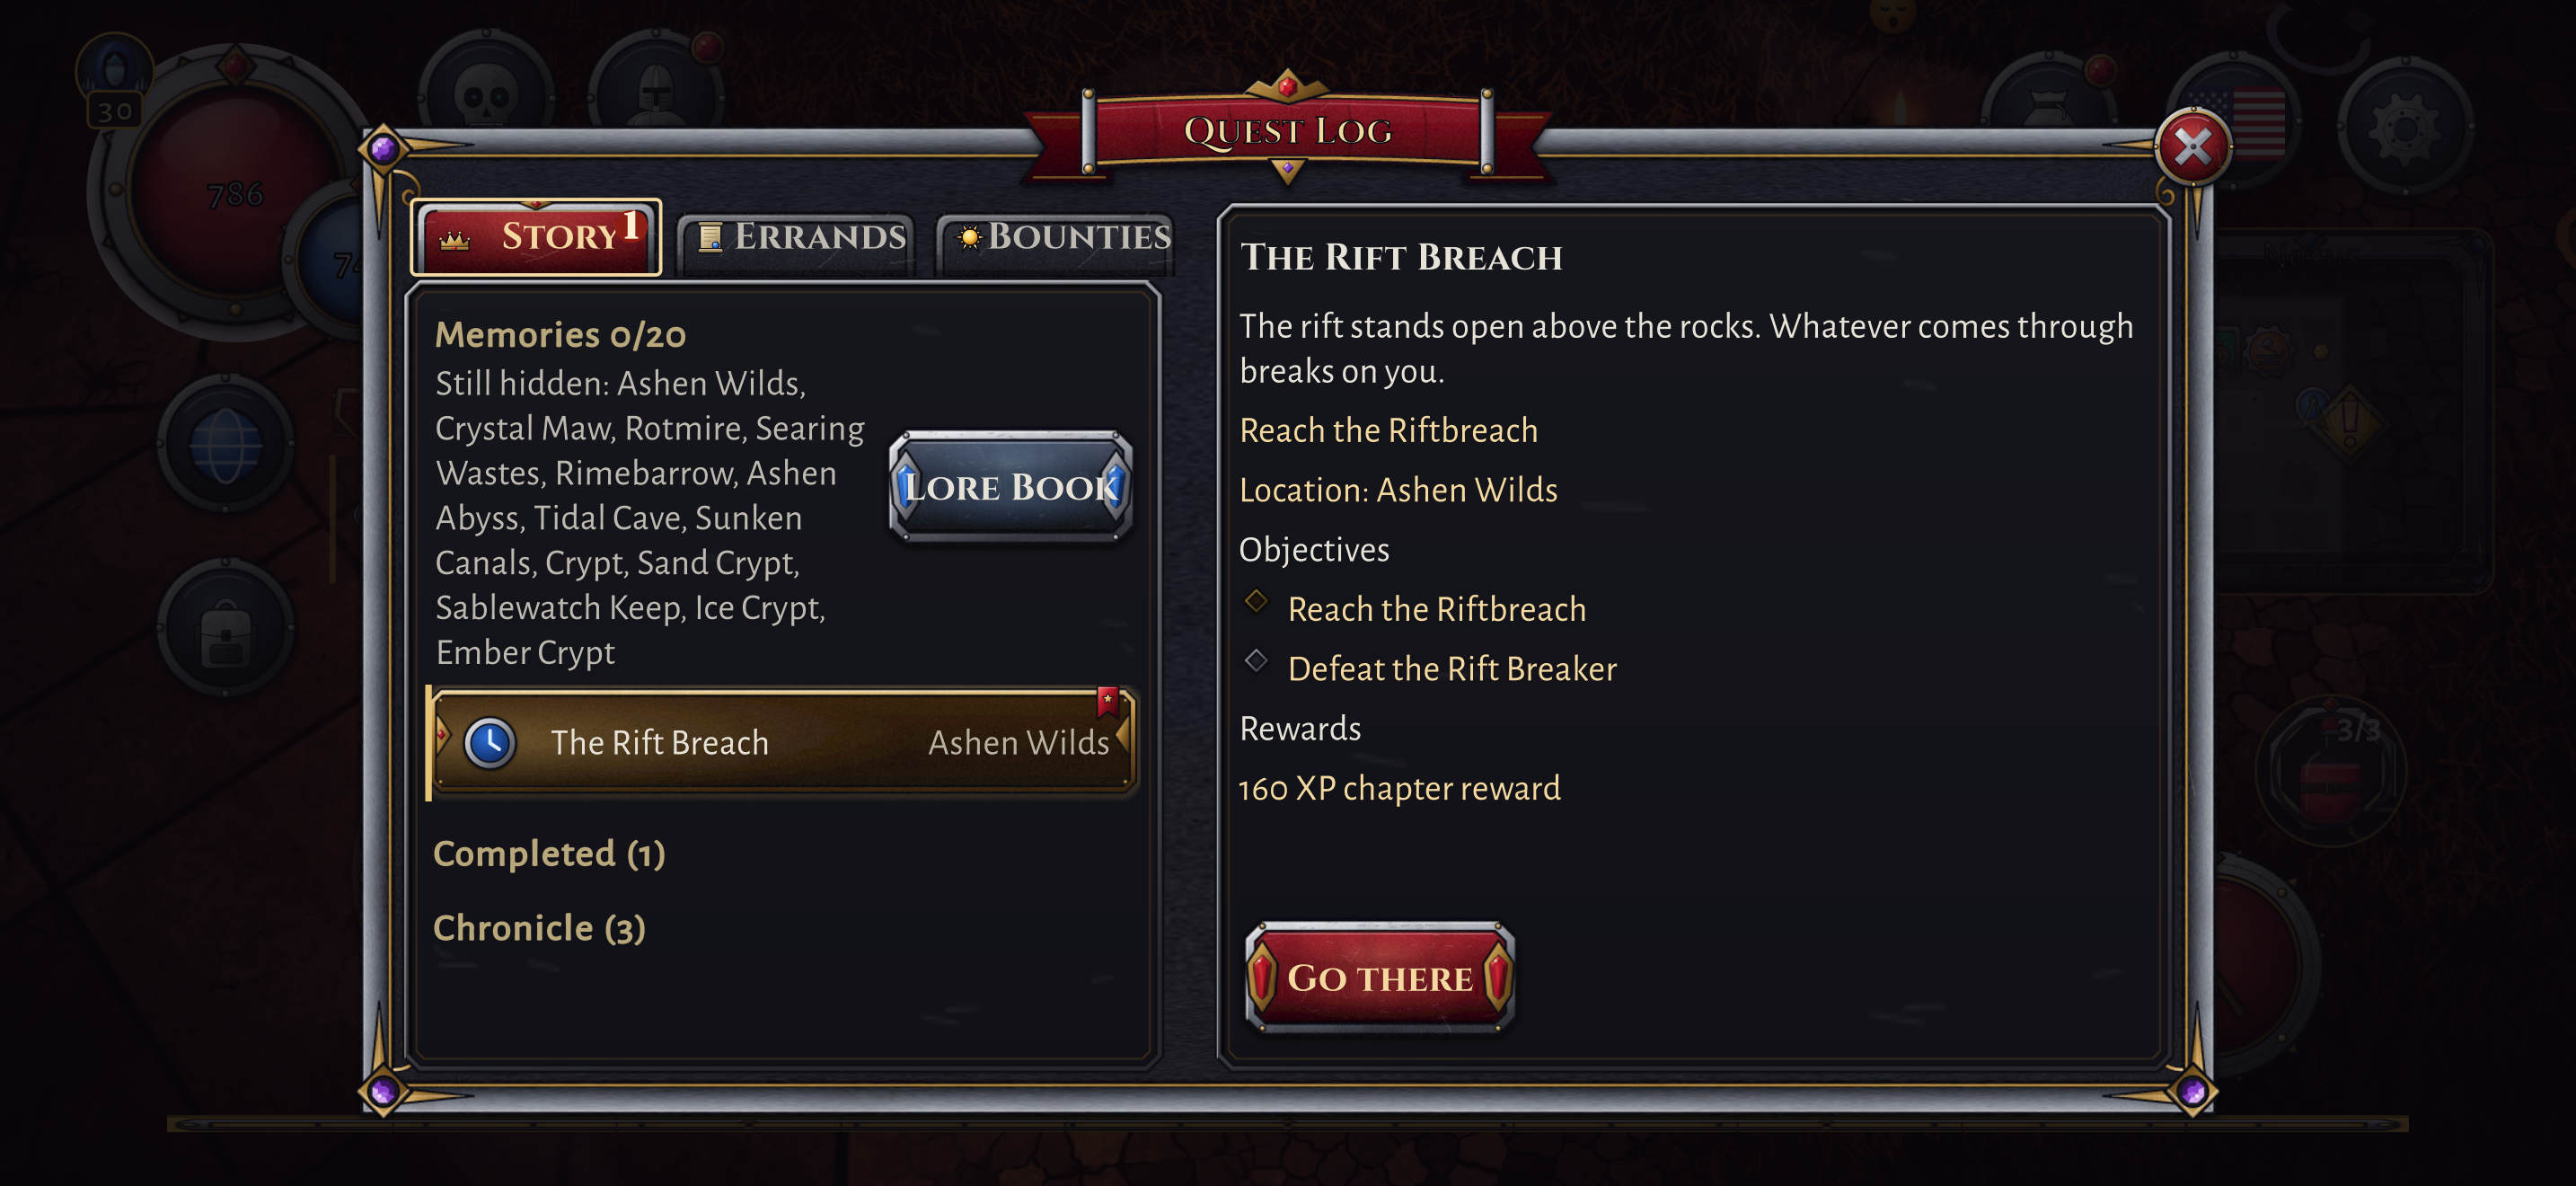 30
786
Quest Log
Story 1
Errands
Bounties
Memories 0/20
Still hidden: Ashen Wilds,
Crystal Maw, Rotmire, Searing
Wastes, Rimebarrow, Ashen
Abyss, Tidal Cave, Sunken
Canals, Crypt, Sand Crypt,
Sablewatch Keep, Ice Crypt,
Ember Crypt
Lore Book
The Rift Breach
Ashen Wilds
Completed (1)
Chronicle (3)
The Rift Breach
The rift stands open above the rocks. Whatever comes through
breaks on you.
Reach the Riftbreach
Location: Ashen Wilds
Objectives
Reach the Riftbreach
Defeat the Rift Breaker
Rewards
160 XP chapter reward
Go there
3/3